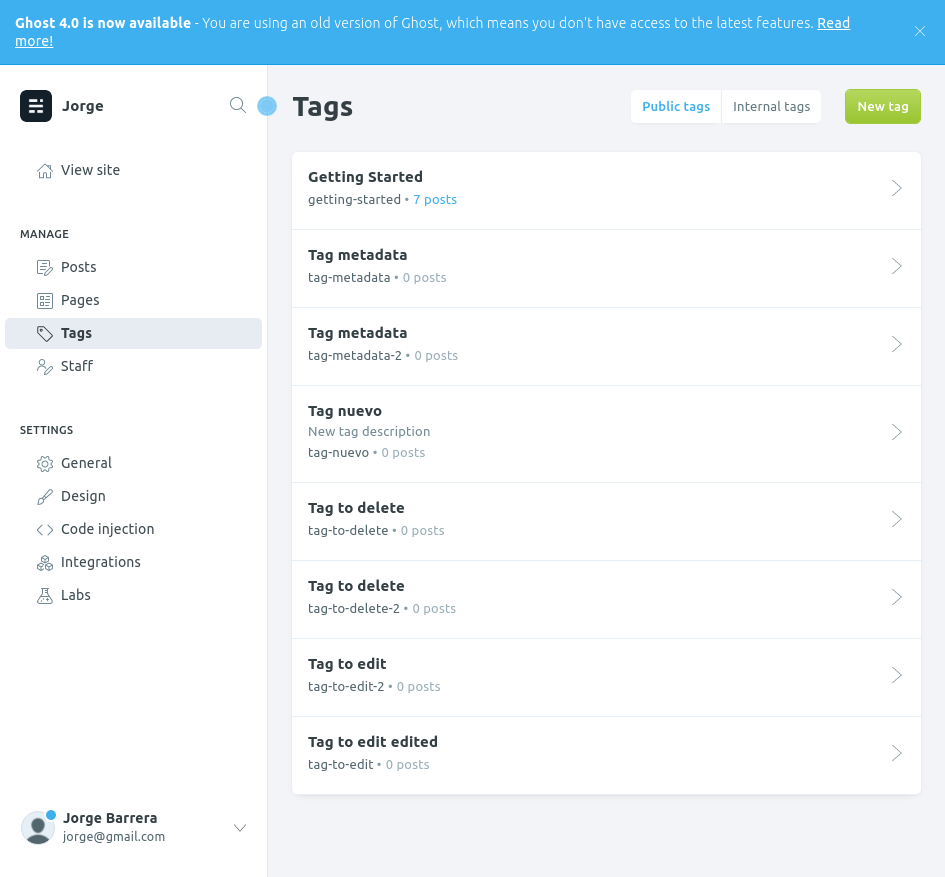 Ghost 4.0 is now available - You are using an old version of Ghost, which means you don't have access to the latest features. Read
more!
Jorge
View site
MANAGE
Posts
Pages
Tags
Staff
SETTINGS
General
Design
Code injection
Integrations
Labs
Jorge Barrera
jorge@gmail.com
Tags
Public tags
Internal tags
New tag
Getting Started
getting-started • 7 posts
Tag metadata
tag-metadata • 0 posts
Tag metadata
tag-metadata-2 • 0 posts
Tag nuevo
New tag description
tag-nuevo • 0 posts
Tag to delete
tag-to-delete • 0 posts
Tag to delete
tag-to-delete-2 • 0 posts
Tag to edit
tag-to-edit-2 • 0 posts
Tag to edit edited
tag-to-edit • 0 posts